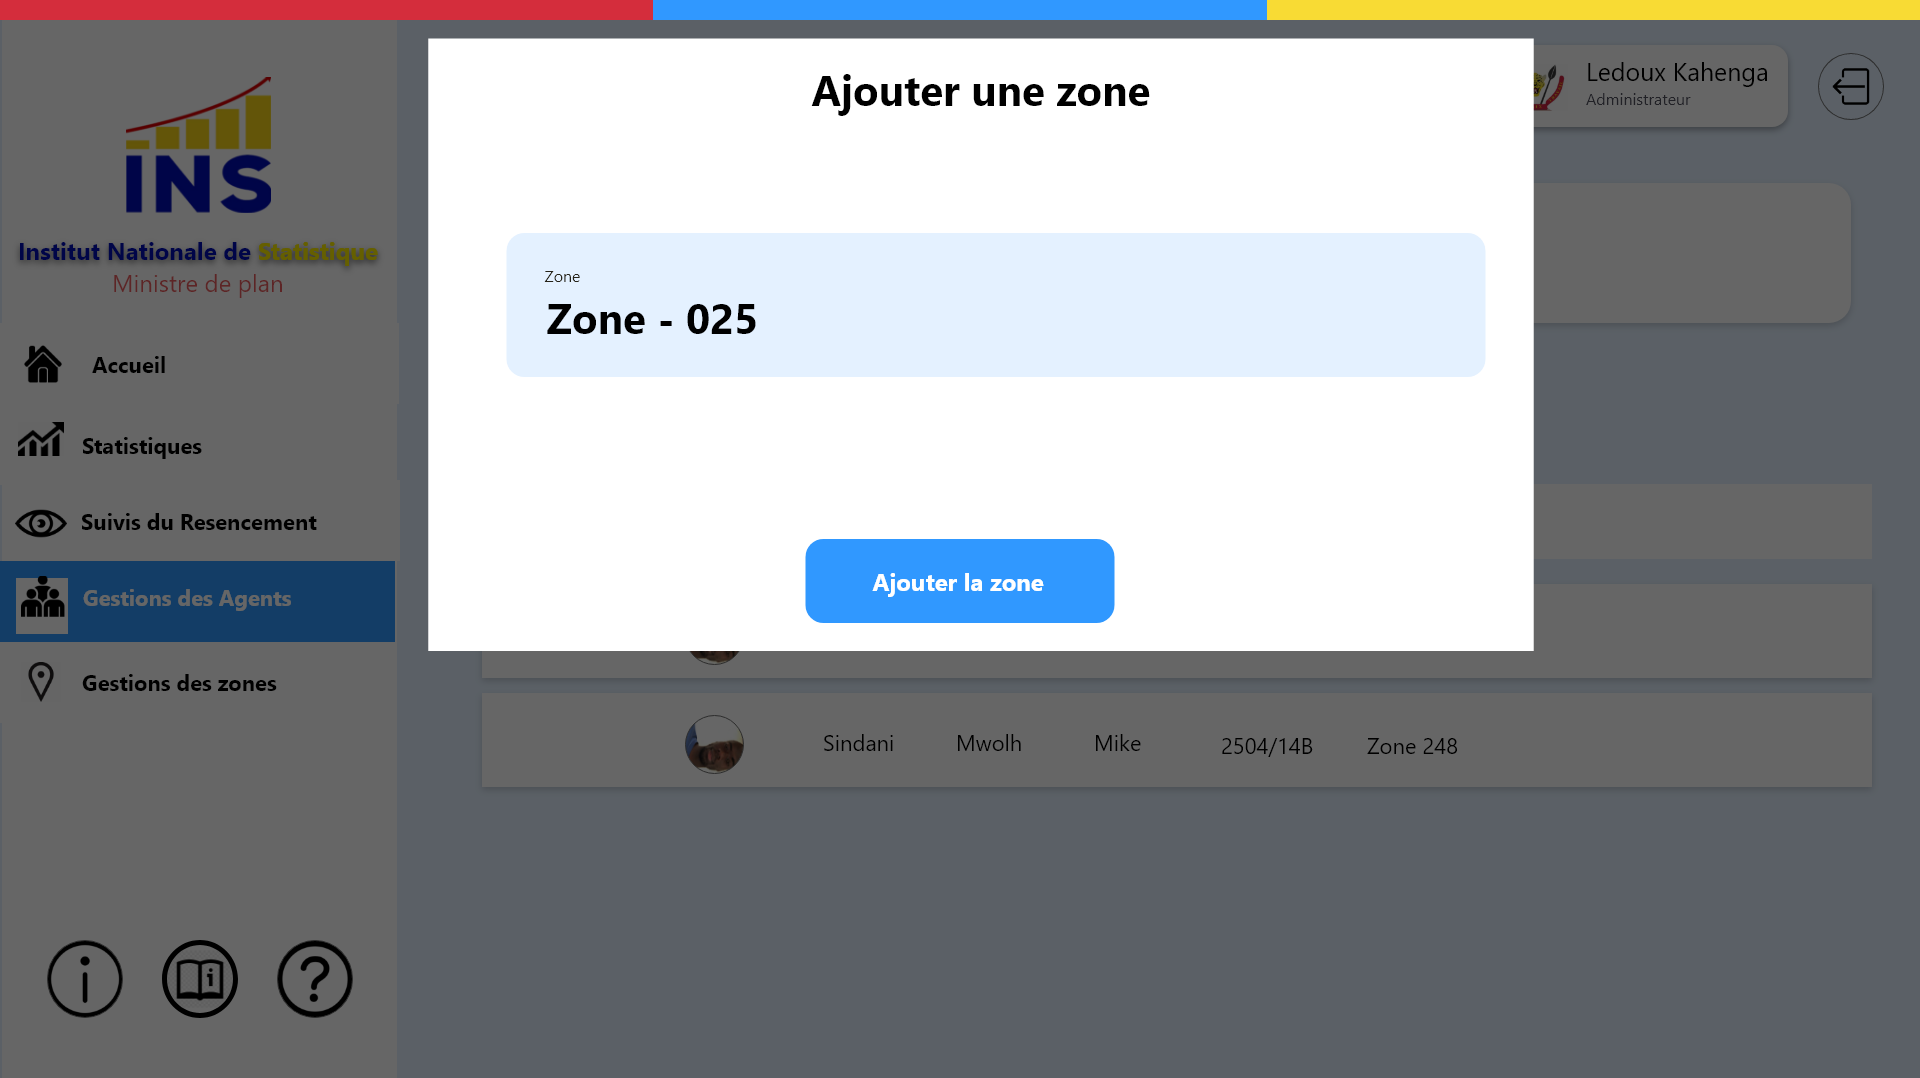 INS
Institut Nationale de Statistique
Ministre de plan
Accueil
Statistiques
Suivis du Resencement
Gestions des Agents
Gestions des zones
Ajouter une zone
Zone
Zone - 025
Ajouter la zone
Ledoux Kahenga
Administrateur
Sindani Mwolh Mike 2504/14B Zone 248